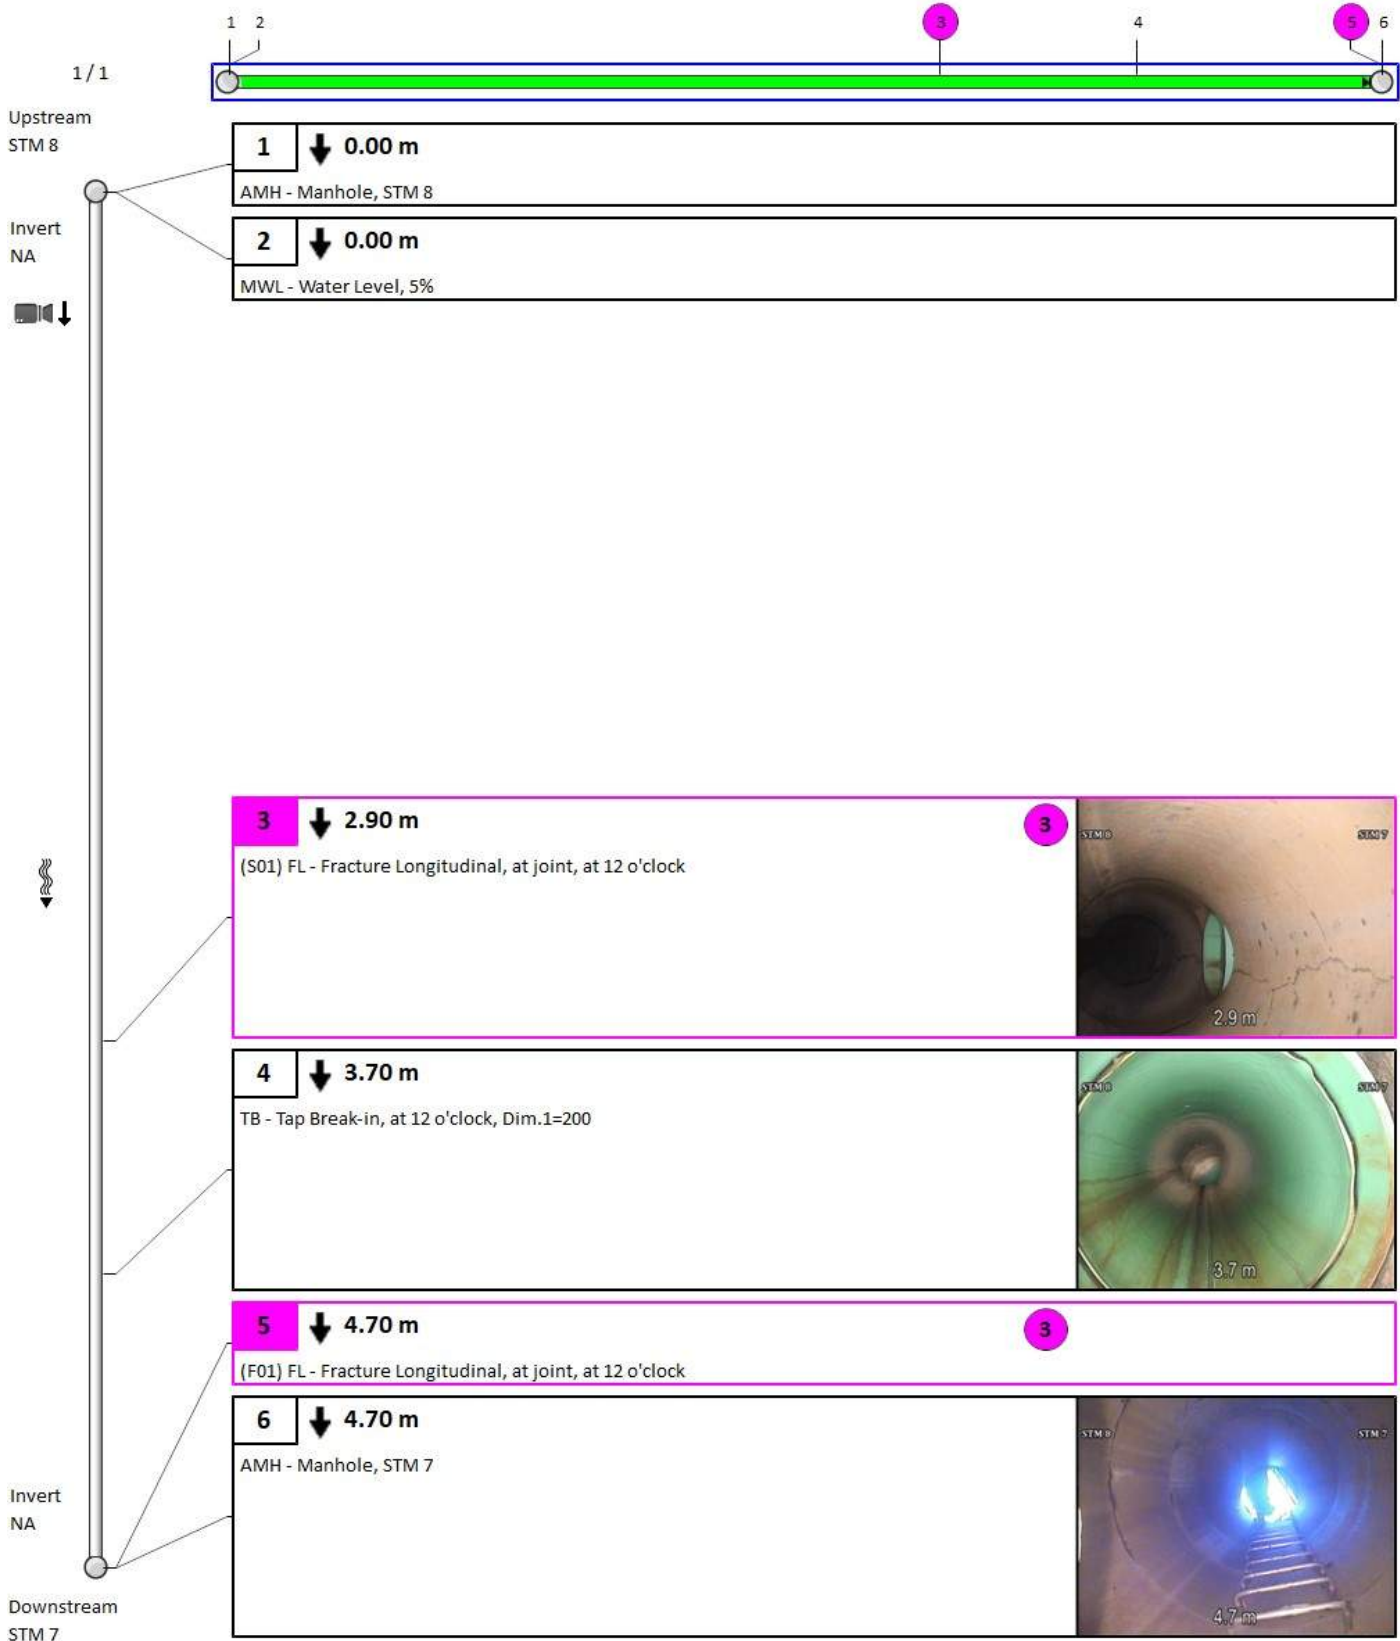 1 2 3 4 5 6
1 / 1
Upstream
STM 8
1 0.00 m
AMH - Manhole, STM 8
Invert
NA
2 0.00 m
MWL - Water Level, 5%
3 2.90 m 3
(S01) FL - Fracture Longitudinal, at joint, at 12 o'clock
STM 8 STM 7
2.9 m
4 3.70 m
TB - Tap Break-in, at 12 o'clock, Dim.1=200
STM 8 STM 7
3.7 m
5 4.70 m 3
(F01) FL - Fracture Longitudinal, at joint, at 12 o'clock
6 4.70 m
AMH - Manhole, STM 7
STM 8 STM 7
4.7 m
Invert
NA
Downstream
STM 7